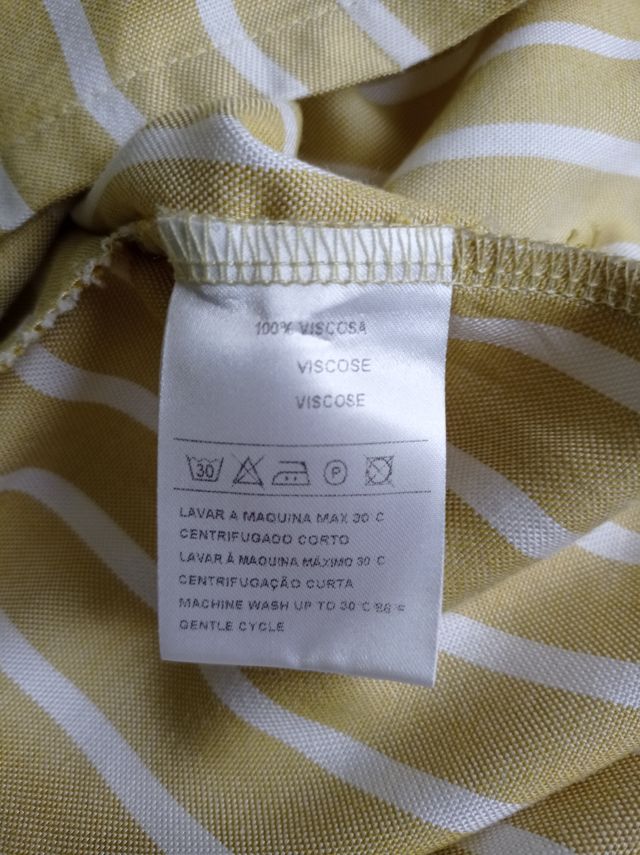 100% VISCOSA
VISCOSE
VISCOSE
30 P
LAVAR A MAQUINA MAX 30 C
CENTRIFUGADO CORTO
LAVAR À MAQUINA MÁXIMO 30 C
CENTRIFUGAÇÃO CURTA
MACHINE WASH UP TO 30 C 86 F
GENTLE CYCLE